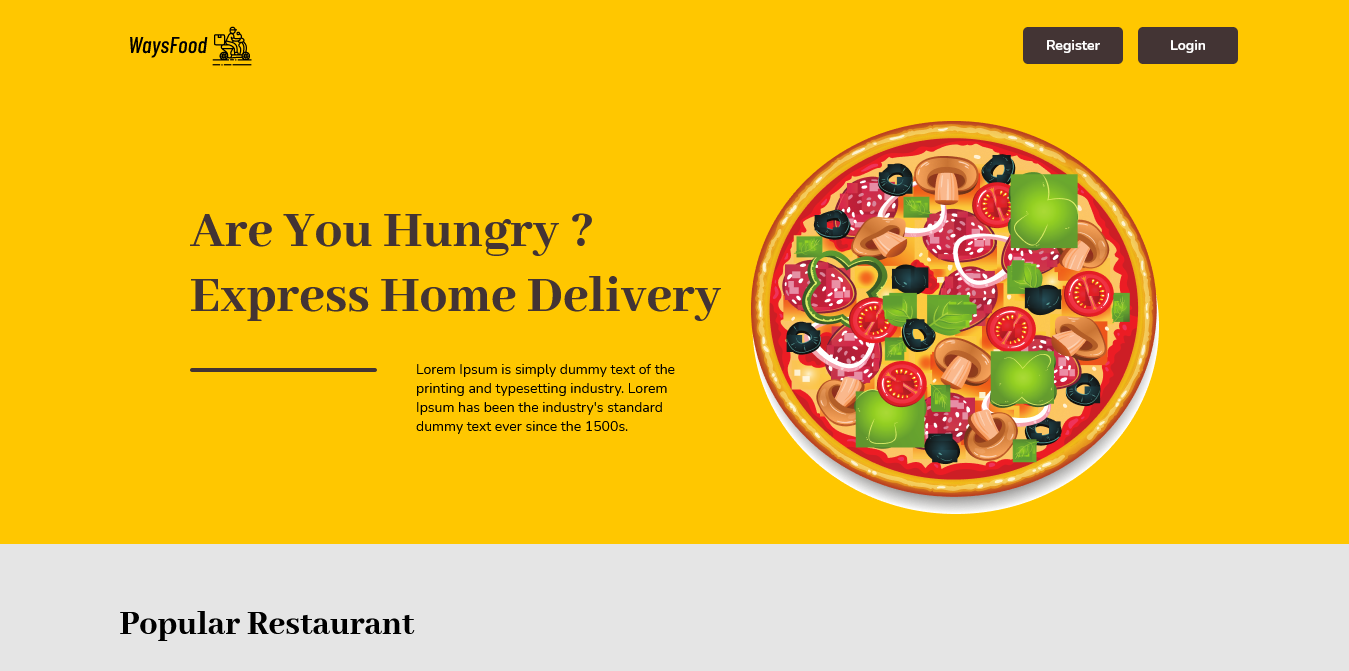 WaysFood
Register
Login
Are You Hungry ?
Express Home Delivery
Lorem Ipsum is simply dummy text of the
printing and typesetting industry. Lorem
Ipsum has been the industry's standard
dummy text ever since the 1500s.
Popular Restaurant